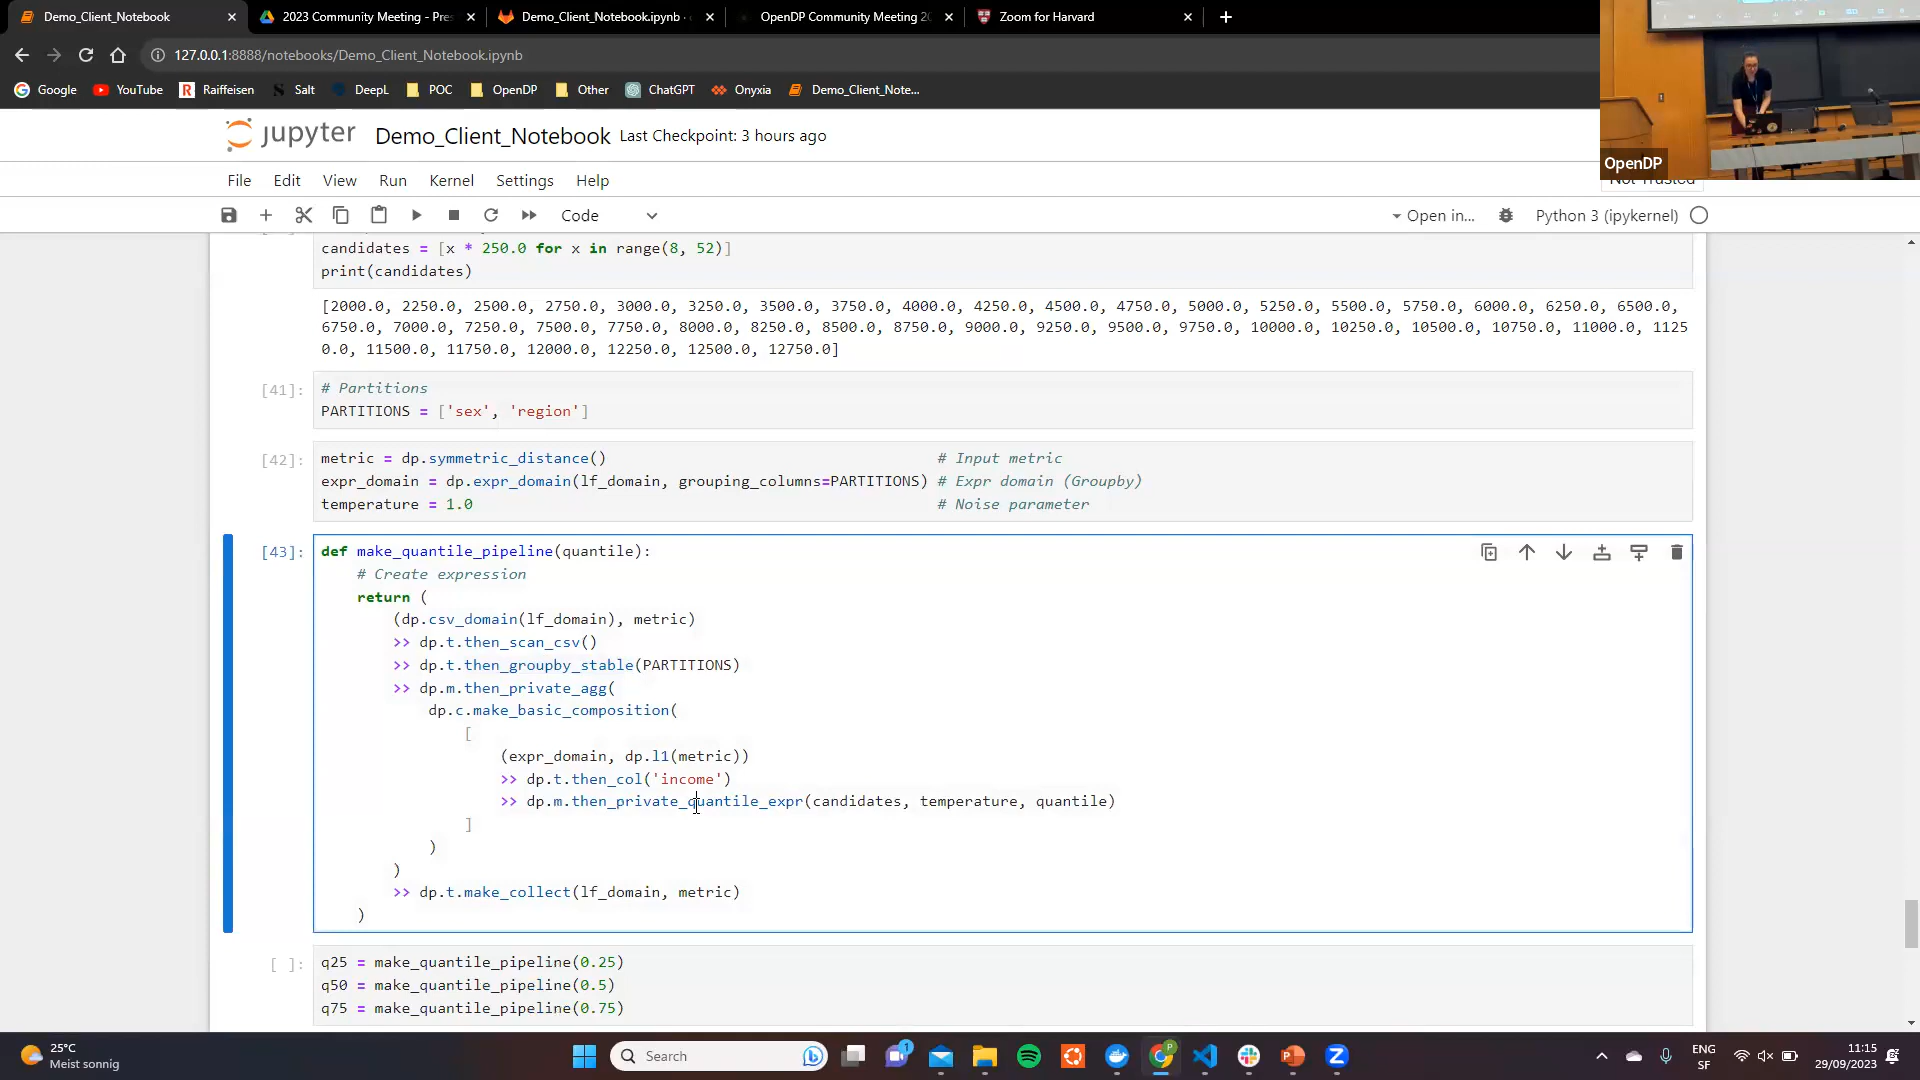 Demo_Client_Notebook
2023 Community Meeting - Pres
Demo_Client_Notebook.ipynb ·
OpenDP Community Meeting 20
Zoom for Harvard
127.0.0.1:8888/notebooks/Demo_Client_Notebook.ipynb
Google YouTube Raiffeisen Salt DeepL POC OpenDP Other ChatGPT Onyxia Demo_Client_Note...
OpenDP
jupyter Demo_Client_Notebook Last Checkpoint: 3 hours ago
Not Trusted
File Edit View Run Kernel Settings Help
Code Open in... Python 3 (ipykernel)
candidates = [x * 250.0 for x in range(8, 52)]
print(candidates)
[2000.0, 2250.0, 2500.0, 2750.0, 3000.0, 3250.0, 3500.0, 3750.0, 4000.0, 4250.0, 4500.0, 4750.0, 5000.0, 5250.0, 5500.0, 5750.0, 6000.0, 6250.0, 6500.0,
6750.0, 7000.0, 7250.0, 7500.0, 7750.0, 8000.0, 8250.0, 8500.0, 8750.0, 9000.0, 9250.0, 9500.0, 9750.0, 10000.0, 10250.0, 10500.0, 10750.0, 11000.0, 1125
0.0, 11500.0, 11750.0, 12000.0, 12250.0, 12500.0, 12750.0]
[41]: # Partitions
PARTITIONS = ['sex', 'region']
[42]: metric = dp.symmetric_distance() # Input metric
expr_domain = dp.expr_domain(lf_domain, grouping_columns=PARTITIONS) # Expr domain (Groupby)
temperature = 1.0 # Noise parameter
[43]: def make_quantile_pipeline(quantile):
# Create expression
return (
(dp.csv_domain(lf_domain), metric)
>> dp.t.then_scan_csv()
>> dp.t.then_groupby_stable(PARTITIONS)
>> dp.m.then_private_agg(
dp.c.make_basic_composition(
[
(expr_domain, dp.l1(metric))
>> dp.t.then_col('income')
>> dp.m.then_private_quantile_expr(candidates, temperature, quantile)
]
)
)
>> dp.t.make_collect(lf_domain, metric)
)
[ ]: q25 = make_quantile_pipeline(0.25)
q50 = make_quantile_pipeline(0.5)
q75 = make_quantile_pipeline(0.75)
25°C
Meist sonnig
Search
1
ENG
SF
11:15
29/09/2023